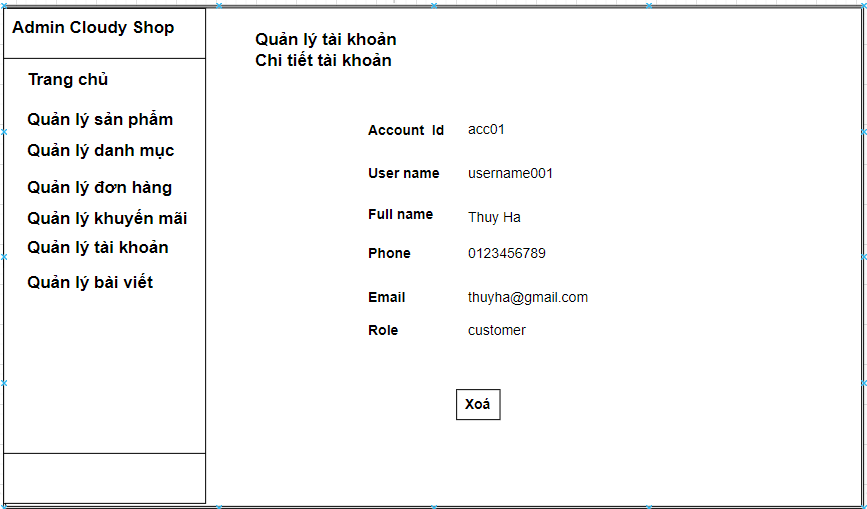 Admin Cloudy Shop
Trang chủ
Quản lý sản phẩm
Quản lý danh mục
Quản lý đơn hàng
Quản lý khuyến mãi
Quản lý tài khoản
Quản lý bài viết
Quản lý tài khoản
Chi tiết tài khoản
Account Id acc01
User name username001
Full name Thuy Ha
Phone 0123456789
Email thuyha@gmail.com
Role customer
Xoá